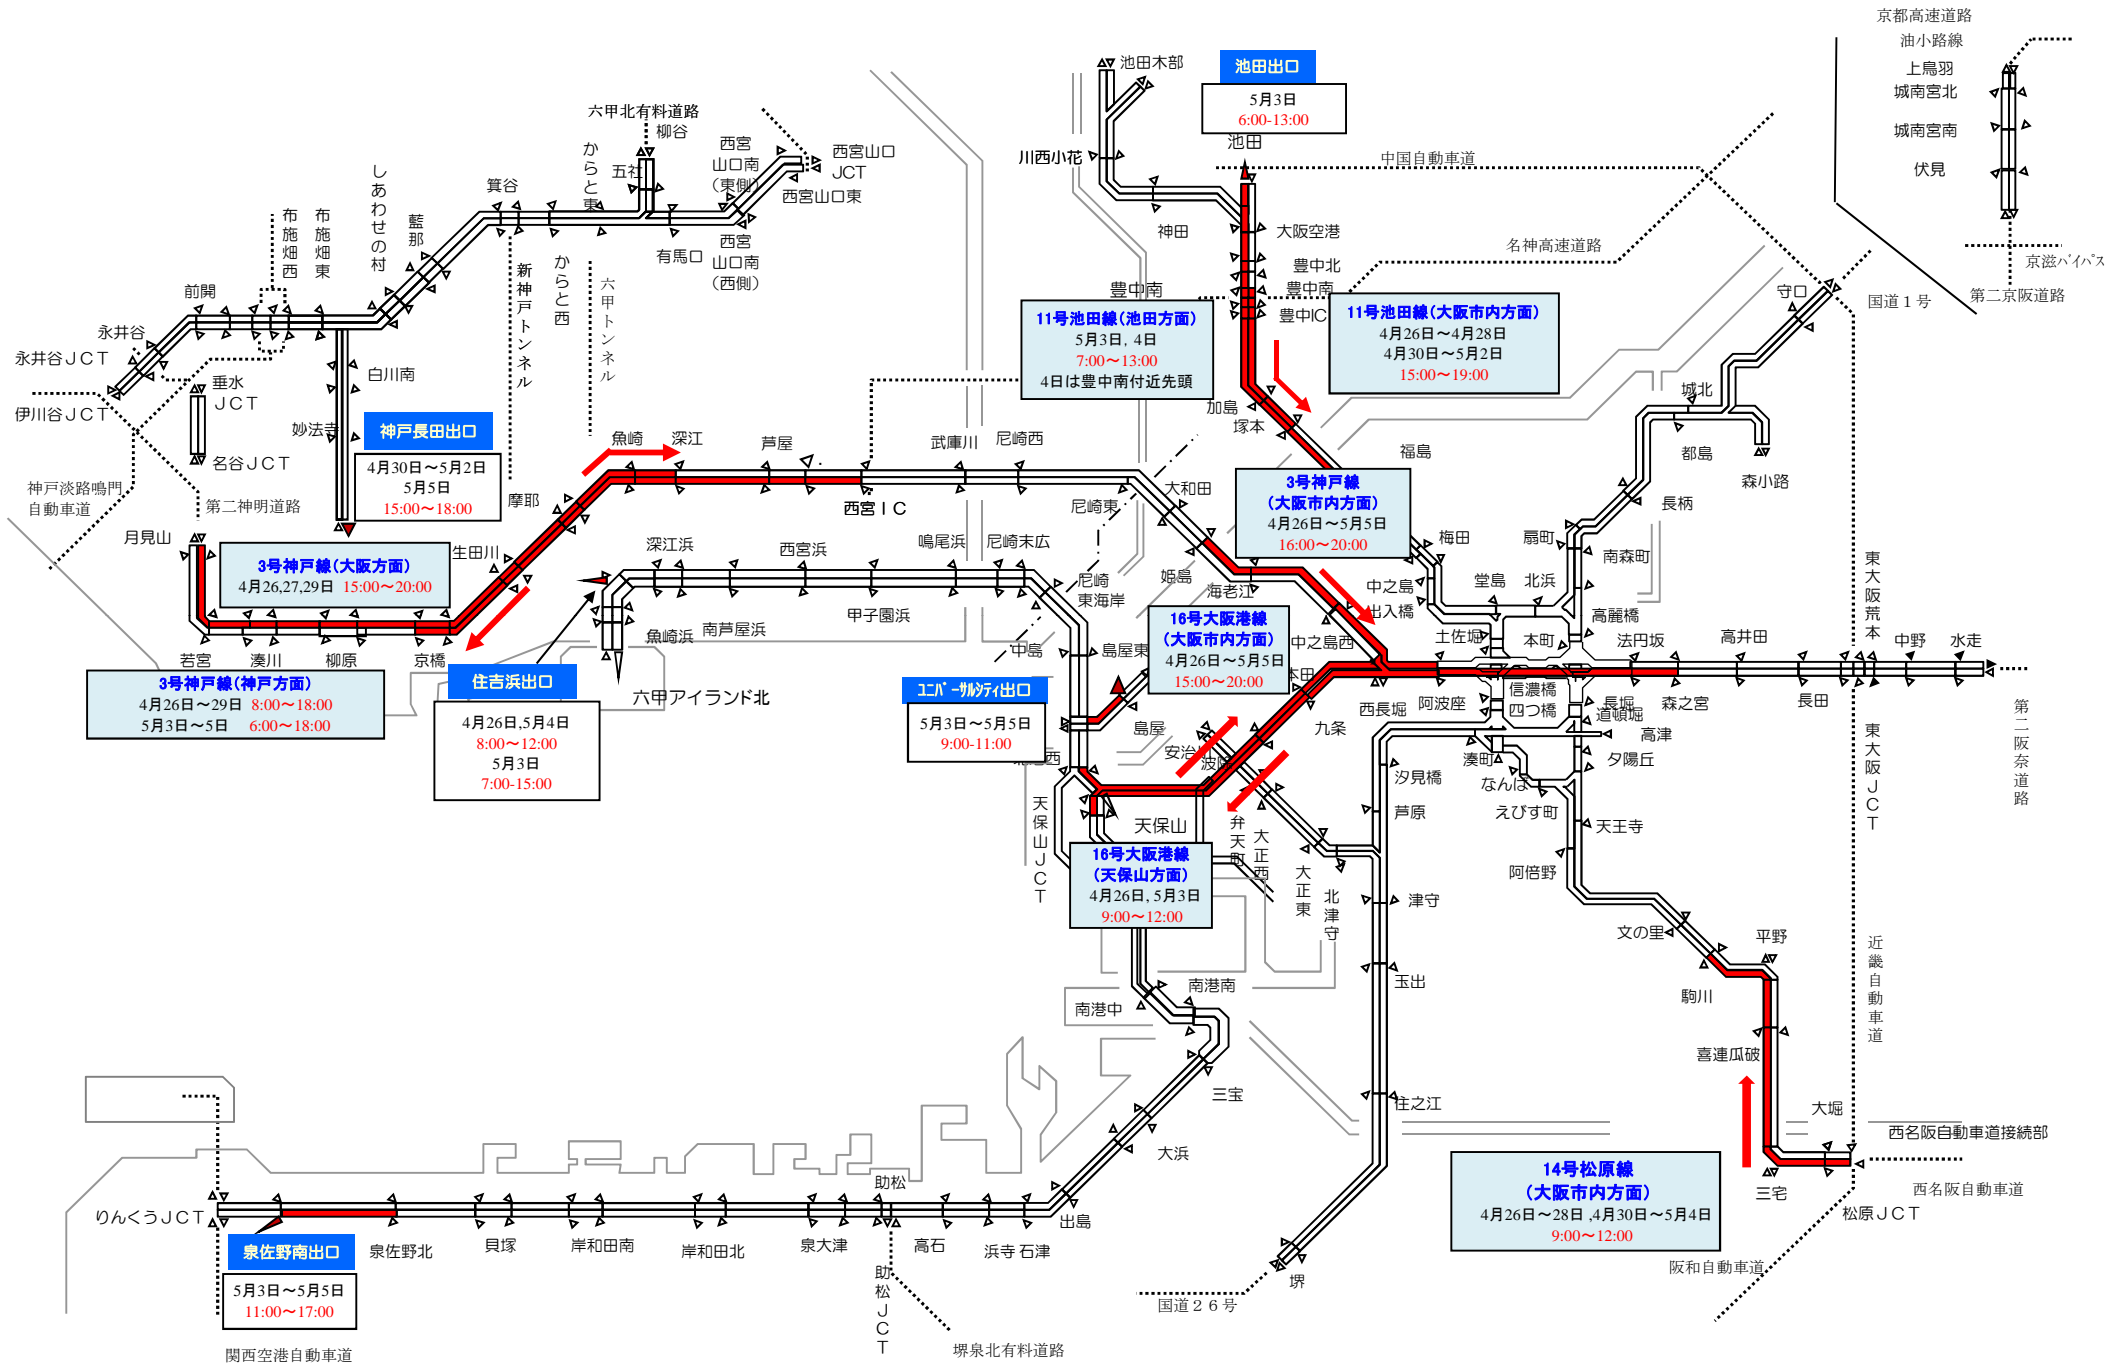 京都高速道路
油小路線
上鳥羽
城南宮北
城南宮南
伏見
京滋バイパス
第二京阪道路
国道１号
池田木部
池田出口
5月3日
6:00-13:00
池田
中国自動車道
川西小花
神田
大阪空港
名神高速道路
豊中北
豊中南
豊中南
豊中IC
守口
六甲北有料道路
柳谷
西宮
山口南
(東側)
西宮山口
JCT
西宮山口東
からと東
五社
しあわせの村
箕谷
藍那
布施畑西
布施畑東
有馬口
西宮
山口南
(西側)
からと西
新神戸トンネル
六甲トンネル
前開
永井谷
永井谷ＪＣＴ
伊川谷ＪＣＴ
垂水
ＪＣＴ
白川南
妙法寺
名谷ＪＣＴ
神戸淡路鳴門
自動車道
第二神明道路
月見山
11号池田線(池田方面)
5月3日, 4日
7:00〜13:00
4日は豊中南付近先頭
11号池田線(大阪市内方面)
4月26日〜4月28日
4月30日〜5月2日
15:00〜19:00
神戸長田出口
4月30日〜5月2日
5月5日
15:00〜18:00
加島
塚本
城北
都島
森小路
福島
長柄
魚崎
深江
芦屋
武庫川
尼崎西
摩耶
西宮ＩＣ
尼崎東
大和田
3号神戸線
(大阪市内方面)
4月26日〜5月5日
16:00〜20:00
梅田
扇町
南森町
中之島
堂島
北浜
出入橋
高麗橋
3号神戸線(大阪方面)
4月26,27,29日 15:00〜20:00
生田川
深江浜
西宮浜
鳴尾浜
尼崎末広
尼崎
東海岸
姫島
海老江
甲子園浜
南芦屋浜
魚崎浜
中島
島屋東
16号大阪港線
(大阪市内方面)
4月26日〜5月5日
15:00〜20:00
中之島西
本田
土佐堀
本町
法円坂
高井田
東大阪荒本
中野
水走
若宮
湊川
柳原
京橋
3号神戸線(神戸方面)
4月26日〜29日 8:00〜18:00
5月3日〜5日 6:00〜18:00
住吉浜出口
4月26日,5月4日
8:00〜12:00
5月3日
7:00-15:00
六甲アイランド北
ユニバーサルシティ出口
5月3日〜5月5日
9:00-11:00
島屋
九条
西長堀
阿波座
信濃橋
四つ橋
長堀
道頓堀
森之宮
長田
高津
湊町
夕陽丘
東大阪ＪＣＴ
第二阪奈道路
汐見橋
なんば
えびす町
天王寺
芦原
天保山
天保山ＪＣＴ
弁天町
大正西
大正東
北津守
阿倍野
津守
16号大阪港線
(天保山方面)
4月26日, 5月3日
9:00〜12:00
文の里
平野
近畿自動車道
駒川
玉出
南港南
南港中
喜連瓜破
三宝
住之江
大堀
西名阪自動車道接続部
大浜
14号松原線
(大阪市内方面)
4月26日〜28日 ,4月30日〜5月4日
9:00〜12:00
三宅
西名阪自動車道
松原ＪＣＴ
阪和自動車道
助松
りんくうＪＣＴ
泉佐野南出口
5月3日〜5月5日
11:00〜17:00
泉佐野北
貝塚
岸和田南
岸和田北
泉大津
高石
浜寺
石津
出島
堺
国道２６号
助松ＪＣＴ
堺泉北有料道路
関西空港自動車道